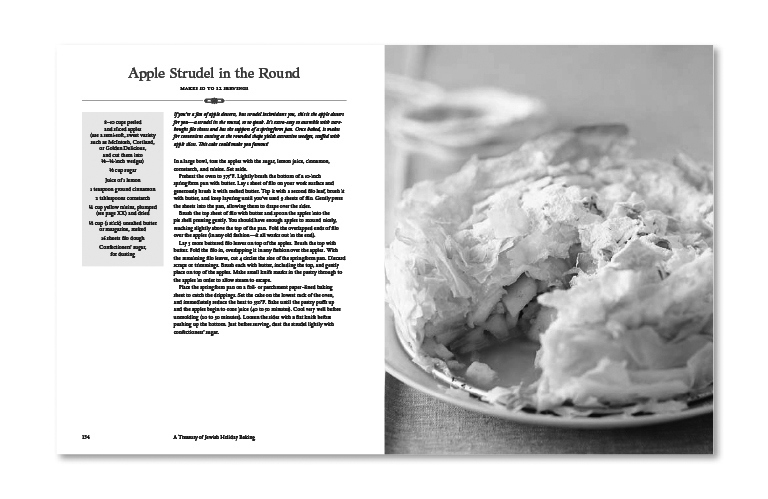 Apple Strudel in the Round
MAKES 10 TO 12 SERVINGS
8–10 cups peeled
and sliced apples
(use a semi-soft, sweet variety
such as McIntosh, Cortland,
or Golden Delicious,
and cut them into
¼–½-inch wedges)
¾ cup sugar
Juice of 1 lemon
1 teaspoon ground cinnamon
2 tablespoons cornstarch
¼ cup yellow raisins, plumped
(see page XX) and dried
½ cup (1 stick) unsalted butter
or margarine, melted
16 sheets filo dough
Confectioners' sugar,
for dusting
If you're a fan of apple desserts, but strudel intimidates you, this is the apple dessert
for you—a strudel in the round, so to speak. It's extra-easy to assemble with store-
bought filo sheets and has the support of a springform pan. Once baked, it makes
for convenient cutting as the rounded shape yields attractive wedges, stuffed with
apple slices. This cake could make you famous!
In a large bowl, toss the apples with the sugar, lemon juice, cinnamon,
cornstarch, and raisins. Set aside.
Preheat the oven to 375°F. Lightly brush the bottom of a 10-inch
springform pan with butter. Lay 1 sheet of filo on your work surface and
generously brush it with melted butter. Top it with a second filo leaf, brush it
with butter, and keep layering until you've used 9 sheets of filo. Gently press
the sheets into the pan, allowing them to drape over the sides.
Brush the top sheet of filo with butter and spoon the apples into the
pie shell pressing gently. You should have enough apples to mound nicely,
reaching slightly above the top of the pan. Fold the overlapped ends of filo
over the apples (in any old fashion—it all works out in the end).
Lay 3 more buttered filo leaves on top of the apples. Brush the top with
butter. Fold the filo in, overlapping it in any fashion over the apples. With
the remaining filo leaves, cut 4 circles the size of the springform pan. Discard
scraps or trimmings. Brush each with butter, including the top, and gently
place on top of the apples. Make small knife marks in the pastry through to
the apples in order to allow steam to escape.
Place the springform pan on a foil- or parchment paper–lined baking
sheet to catch the drippings. Set the cake on the lowest rack of the oven,
and immediately reduce the heat to 350°F. Bake until the pastry puffs up
and the apples begin to ooze juice (40 to 50 minutes). Cool very well before
unmolding (20 to 30 minutes). Loosen the sides with a flat knife before
pushing up the bottom. Just before serving, dust the strudel lightly with
confectioners' sugar.
134
A Treasury of Jewish Holiday Baking